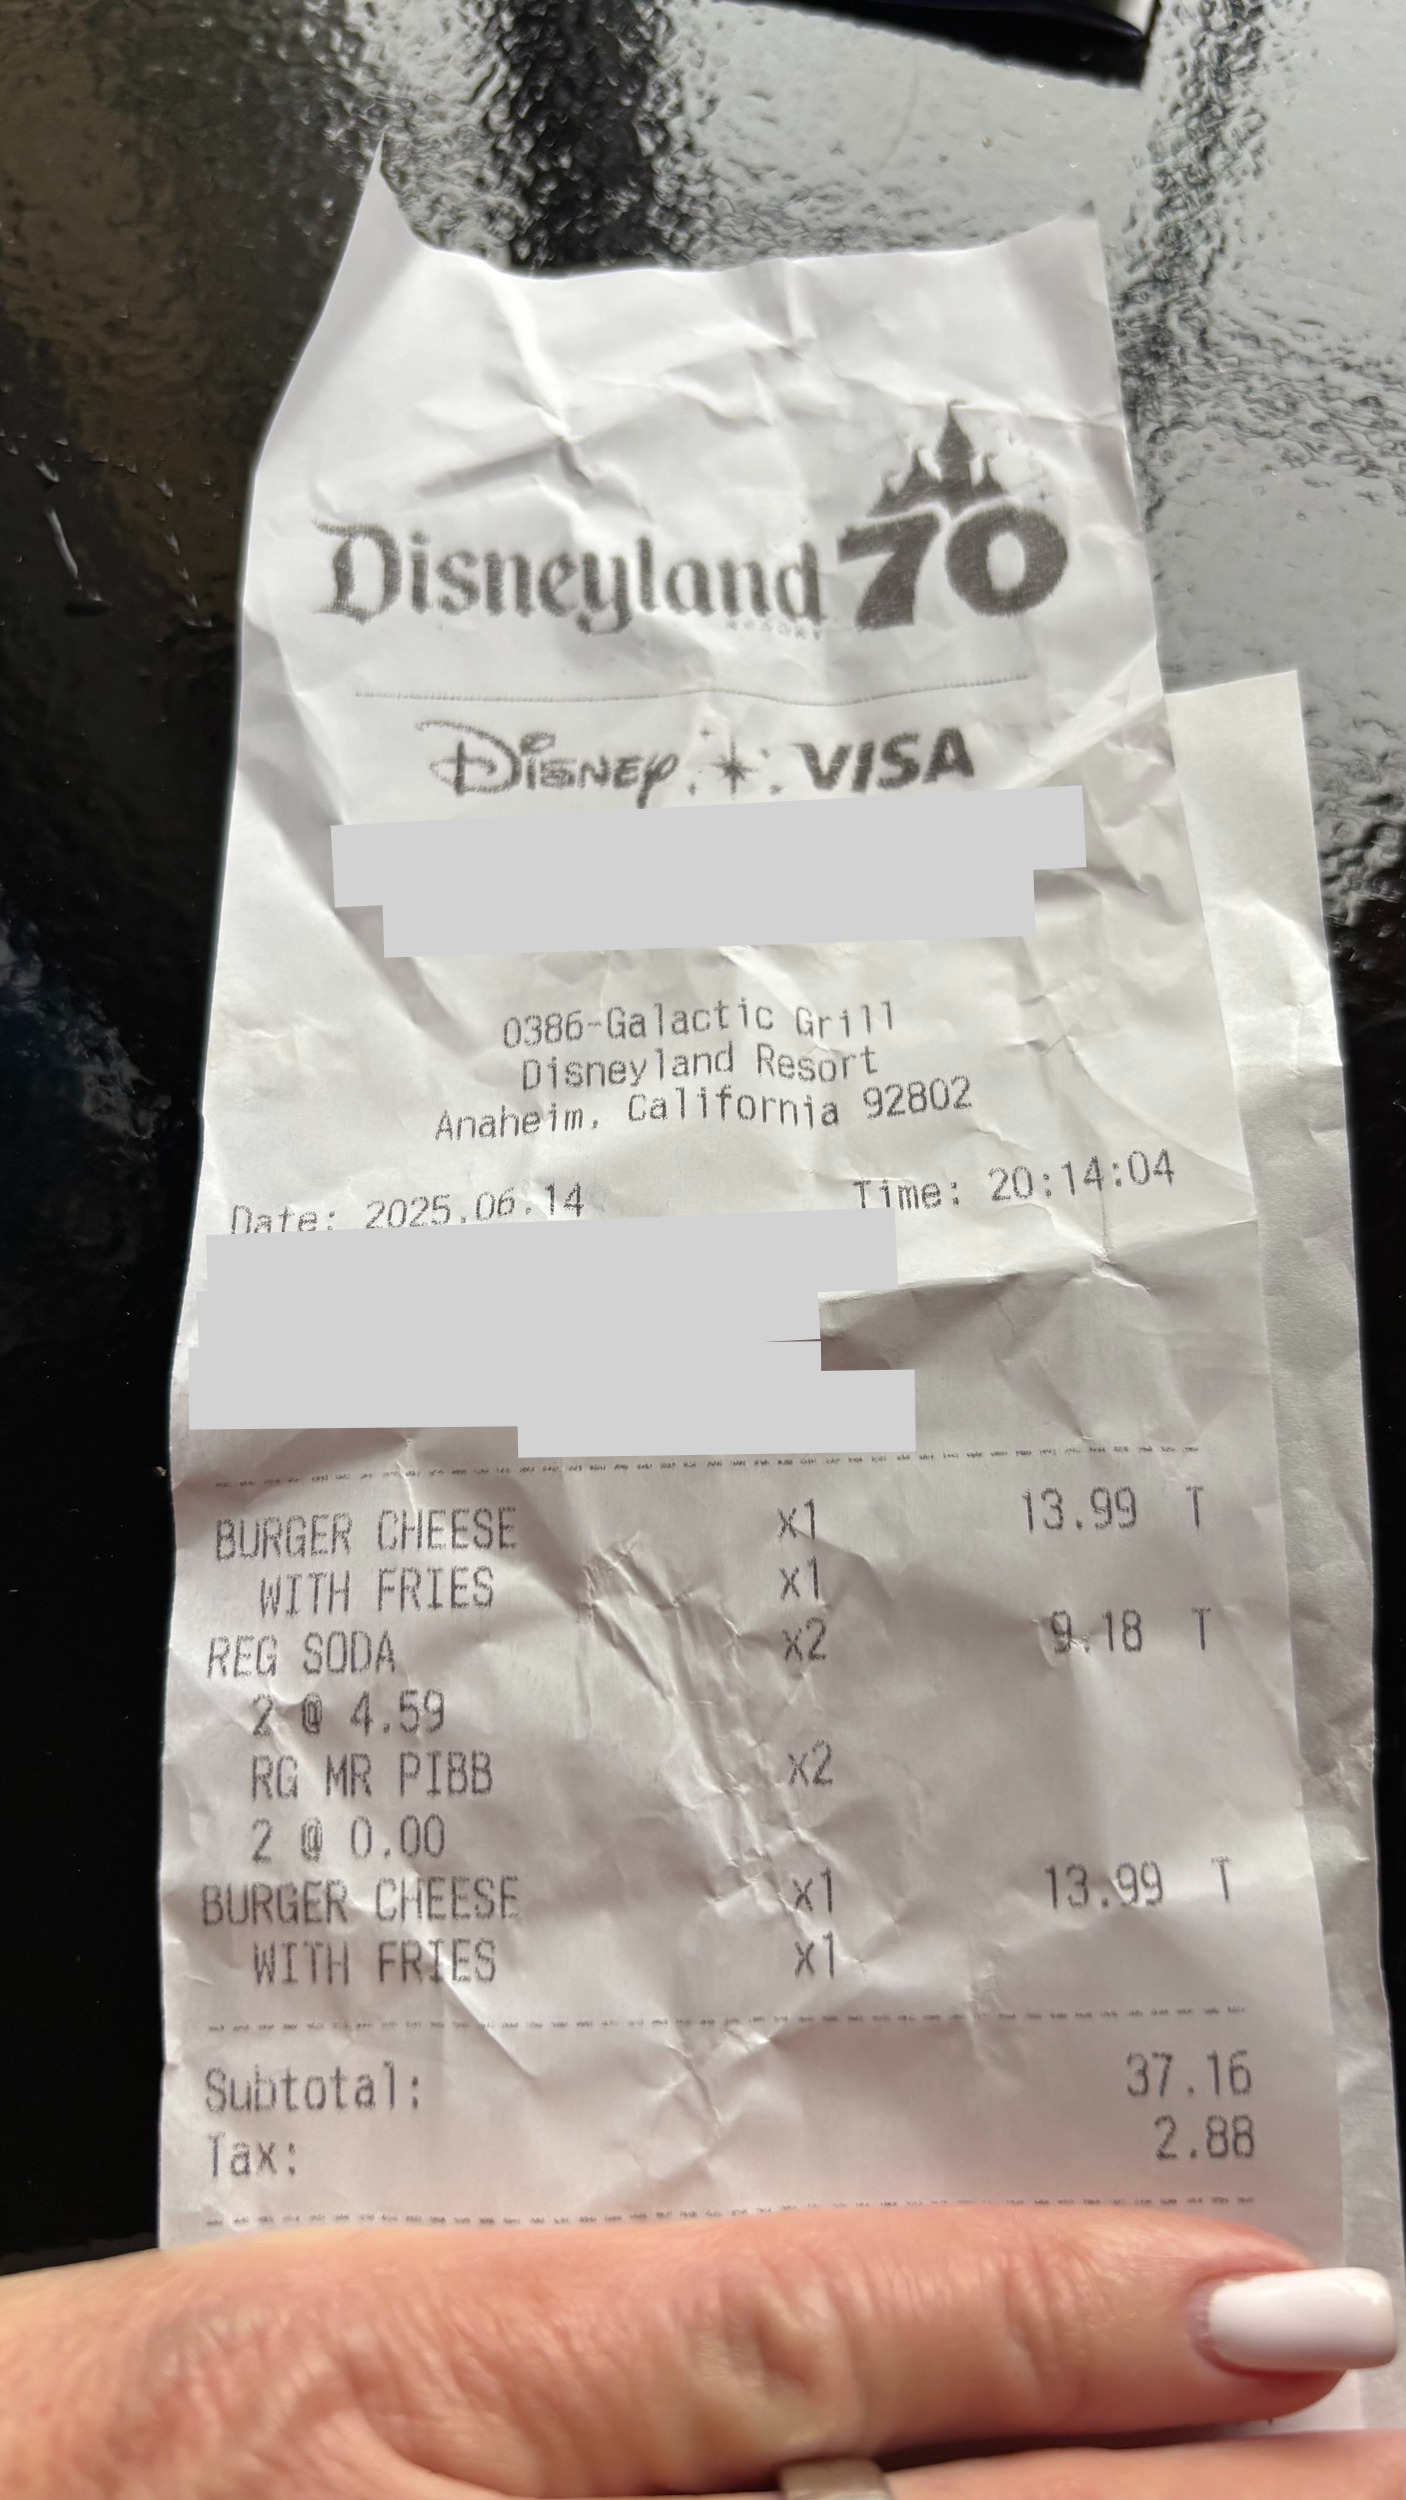 Disneyland 70
RESORT
Disney VISA
0386-Galactic Grill
Disneyland Resort
Anaheim, California 92802
Date: 2025.06.14 Time: 20:14:04
BURGER CHEESE x1 13.99 T
WITH FRIES x1
REG SODA x2 9.18 T
2 @ 4.59
RG MR PIBB x2
2 @ 0.00
BURGER CHEESE x1 13.99 T
WITH FRIES x1
Subtotal: 37.16
Tax: 2.88